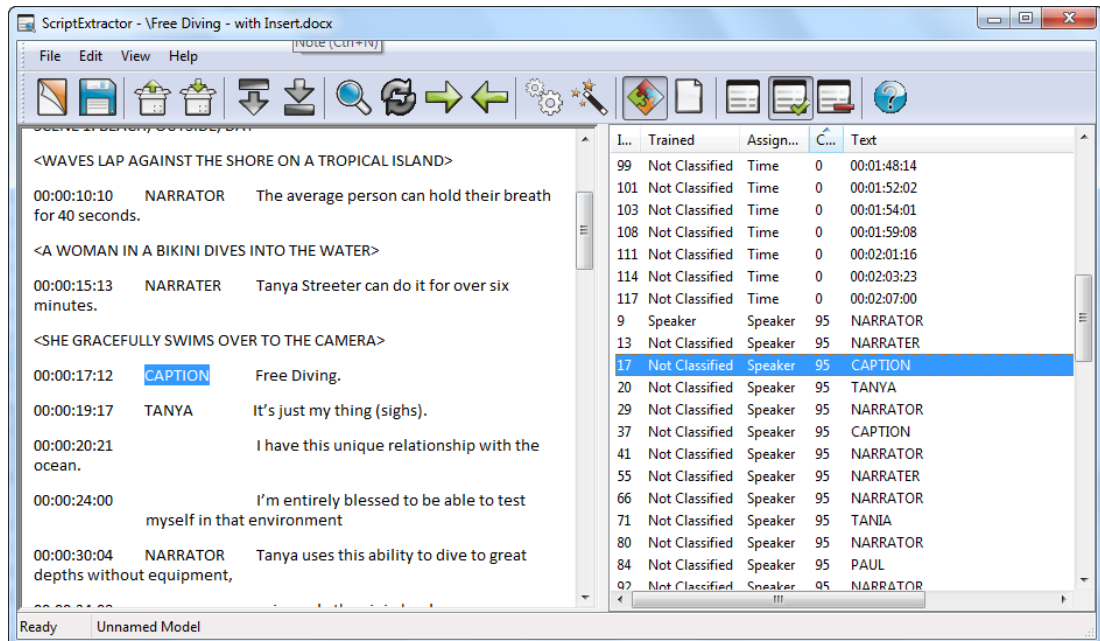 ScriptExtractor - \Free Diving - with Insert.docx
Note (Ctrl+N)
File Edit View Help
SCENE 1: BEACH, OUTSIDE, DAY
<WAVES LAP AGAINST THE SHORE ON A TROPICAL ISLAND>
00:00:10:10 NARRATOR The average person can hold their breath
for 40 seconds.
<A WOMAN IN A BIKINI DIVES INTO THE WATER>
00:00:15:13 NARRATER Tanya Streeter can do it for over six
minutes.
<SHE GRACEFULLY SWIMS OVER TO THE CAMERA>
00:00:17:12 CAPTION Free Diving.
00:00:19:17 TANYA It's just my thing (sighs).
00:00:20:21 I have this unique relationship with the
ocean.
00:00:24:00 I'm entirely blessed to be able to test
myself in that environment
00:00:30:04 NARRATOR Tanya uses this ability to dive to great
depths without equipment,
I... Trained Assign... C... Text
99 Not Classified Time 0 00:01:48:14
101 Not Classified Time 0 00:01:52:02
103 Not Classified Time 0 00:01:54:01
108 Not Classified Time 0 00:01:59:08
111 Not Classified Time 0 00:02:01:16
114 Not Classified Time 0 00:02:03:23
117 Not Classified Time 0 00:02:07:00
9 Speaker Speaker 95 NARRATOR
13 Not Classified Speaker 95 NARRATER
17 Not Classified Speaker 95 CAPTION
20 Not Classified Speaker 95 TANYA
29 Not Classified Speaker 95 NARRATOR
37 Not Classified Speaker 95 CAPTION
41 Not Classified Speaker 95 NARRATOR
55 Not Classified Speaker 95 NARRATER
66 Not Classified Speaker 95 NARRATOR
71 Not Classified Speaker 95 TANIA
80 Not Classified Speaker 95 NARRATOR
84 Not Classified Speaker 95 PAUL
92 Not Classified Speaker 95 NARRATOR
Ready Unnamed Model